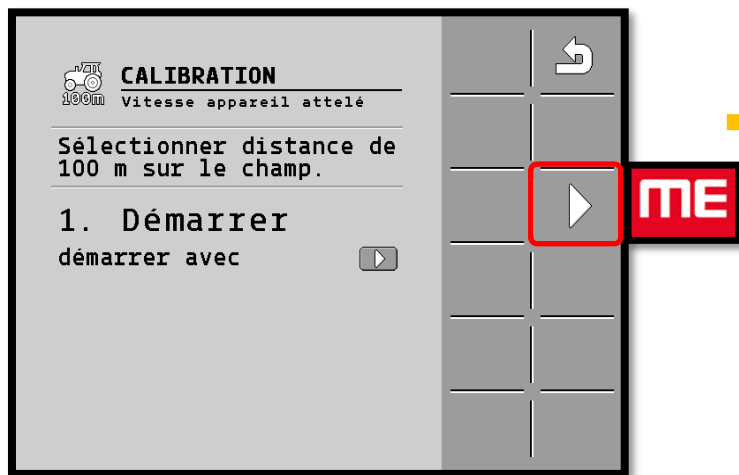 CALIBRATION
100m
Vitesse appareil attelé
Sélectionner distance de
100 m sur le champ.
1. Démarrer
démarrer avec
ME